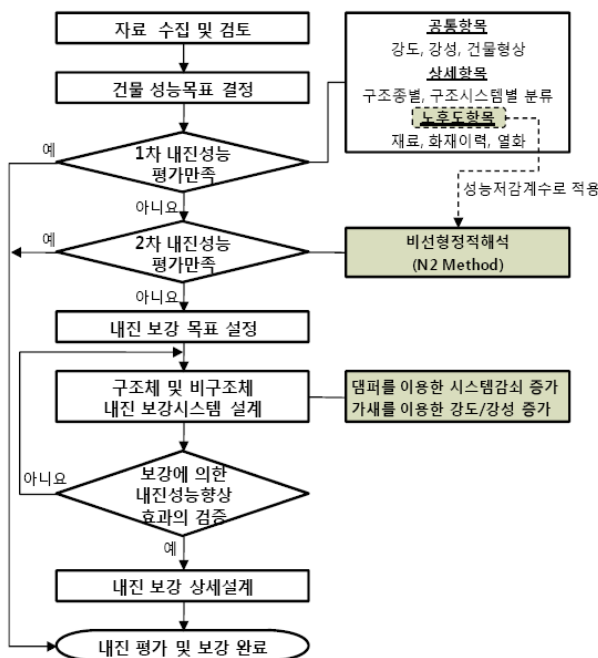 자료 수집 및 검토
건물 성능목표 결정
공통항목
강도, 강성, 건물형상
상세항목
구조종별, 구조시스템별 분류
노후도항목
재료, 화재이력, 열화
예
1차 내진성능
평가만족
아니요
성능저감계수로 적용
예
2차 내진성능
평가만족
비선형정적해석
(N2 Method)
아니요
내진 보강 목표 설정
구조체 및 비구조체
내진 보강시스템 설계
댐퍼를 이용한 시스템감쇠 증가
가새를 이용한 강도/강성 증가
아니요
보강에 의한
내진성능향상
효과의 검증
예
내진 보강 상세설계
내진 평가 및 보강 완료